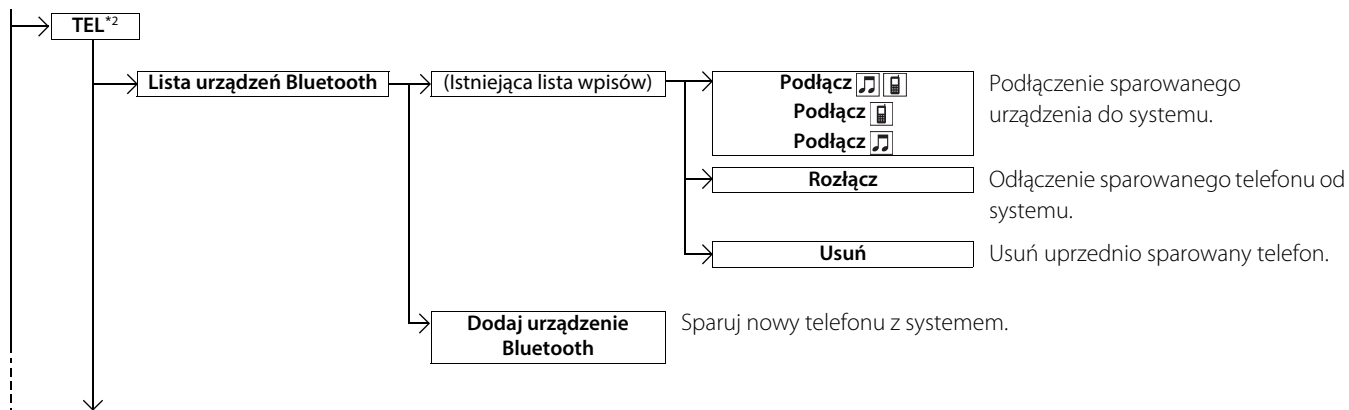 TEL*2
Lista urządzeń Bluetooth
(Istniejąca lista wpisów)
Podłącz
Podłącz
Podłącz
Podłączenie sparowanego
urządzenia do systemu.
Rozłącz
Odłączenie sparowanego telefonu od
systemu.
Usuń
Usuń uprzednio sparowany telefon.
Dodaj urządzenie
Bluetooth
Sparuj nowy telefonu z systemem.